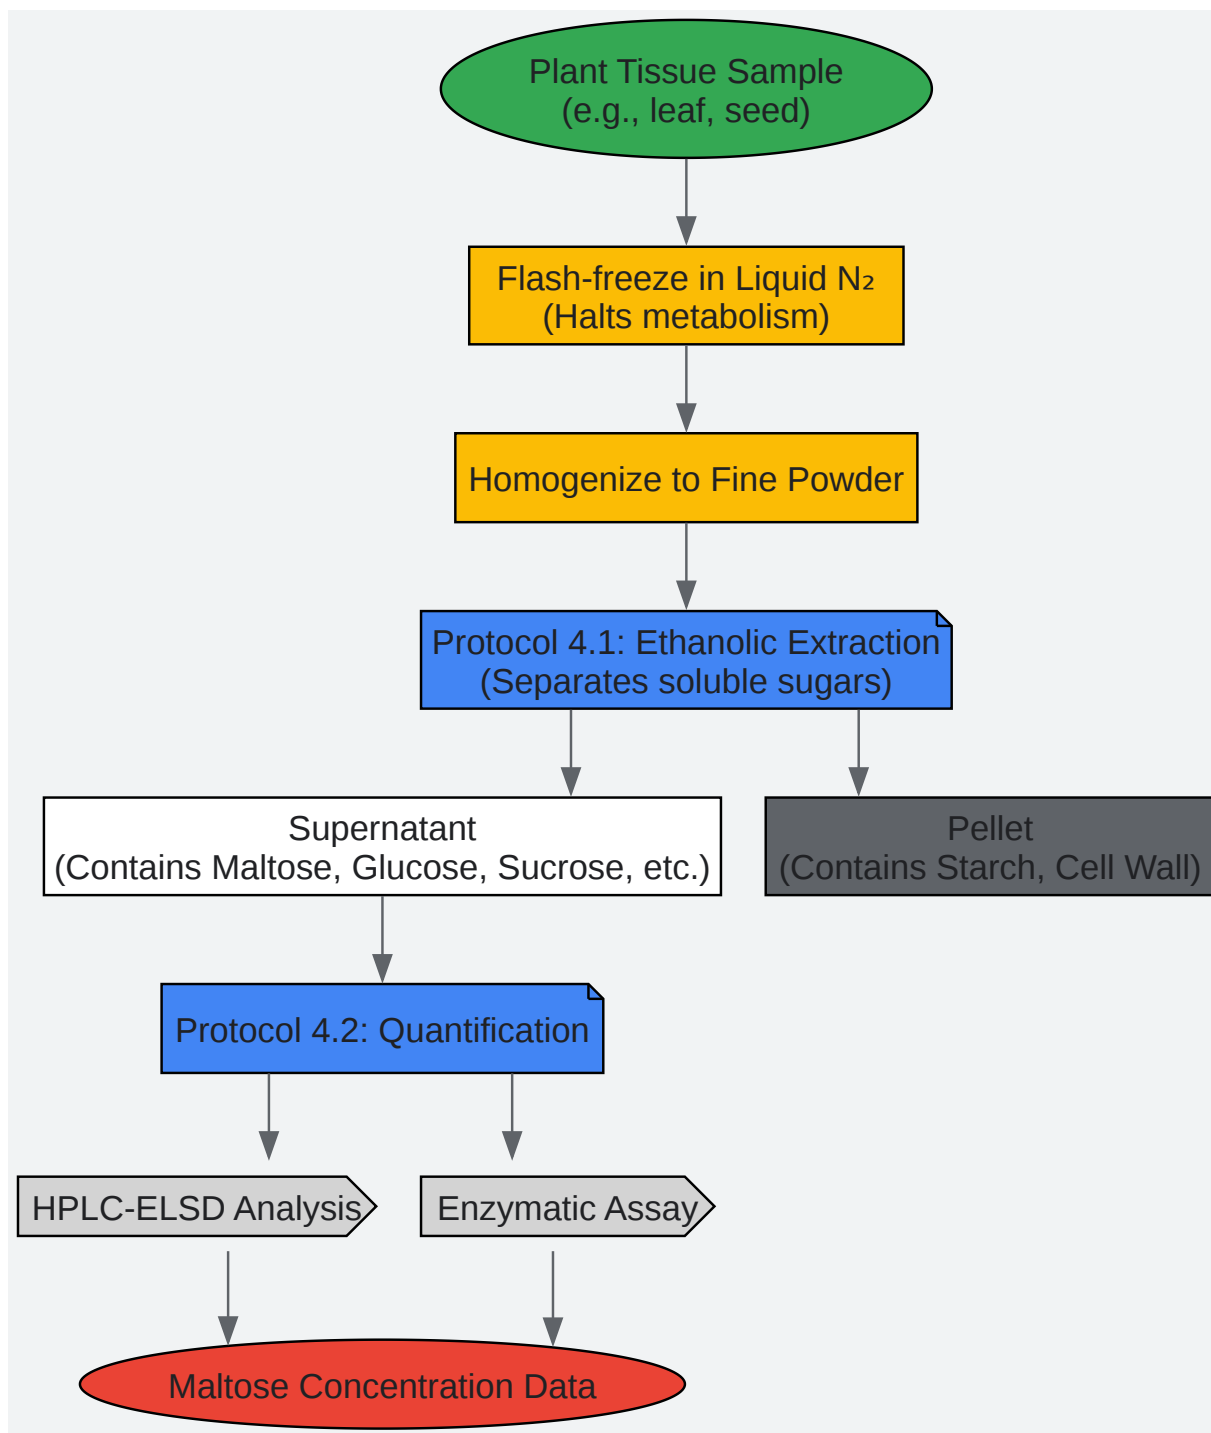 Plant Tissue Sample
(e.g., leaf, seed)
Flash-freeze in Liquid N₂
(Halts metabolism)
Homogenize to Fine Powder
Protocol 4.1: Ethanolic Extraction
(Separates soluble sugars)
Supernatant
(Contains Maltose, Glucose, Sucrose, etc.)
Pellet
(Contains Starch, Cell Wall)
Protocol 4.2: Quantification
HPLC-ELSD Analysis
Enzymatic Assay
Maltose Concentration Data